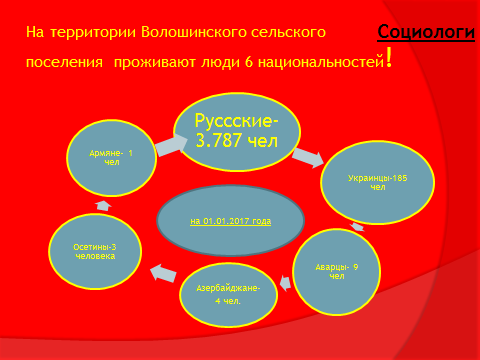 На территории Волошинского сельского
Социологи
поселения проживают люди 6 национальностей!
Руссские-
3.787 чел
Украинцы-185
чел
Аварцы- 9
чел
Азербайджане-
4 чел.
Осетины-3
человека
Армяне- 1
чел
на 01.01.2017 года